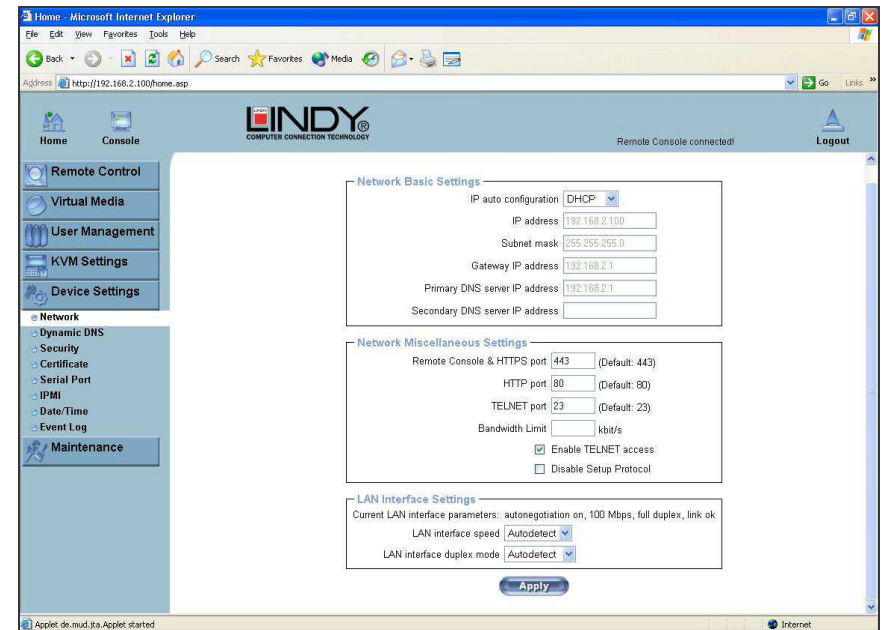 Home - Microsoft Internet Explorer
File Edit View Favorites Tools Help
Back Search Favorites Media
Address http://192.168.2.100/home.asp Go Links »
Home Console LINDY® COMPUTER CONNECTION TECHNOLOGY Remote Console connected! Logout
Remote Control
Virtual Media
User Management
KVM Settings
Device Settings
Network
Dynamic DNS
Security
Certificate
Serial Port
IPMI
Date/Time
Event Log
Maintenance
Network Basic Settings
IP auto configuration DHCP
IP address 192.168.2.100
Subnet mask 255.255.255.0
Gateway IP address 192.168.2.1
Primary DNS server IP address 192.168.2.1
Secondary DNS server IP address
Network Miscellaneous Settings
Remote Console & HTTPS port 443 (Default: 443)
HTTP port 80 (Default: 80)
TELNET port 23 (Default: 23)
Bandwidth Limit kbit/s
Enable TELNET access
Disable Setup Protocol
LAN Interface Settings
Current LAN interface parameters: autonegotiation on, 100 Mbps, full duplex, link ok
LAN interface speed Autodetect
LAN interface duplex mode Autodetect
Apply
Applet de.mud.jta.Applet started Internet